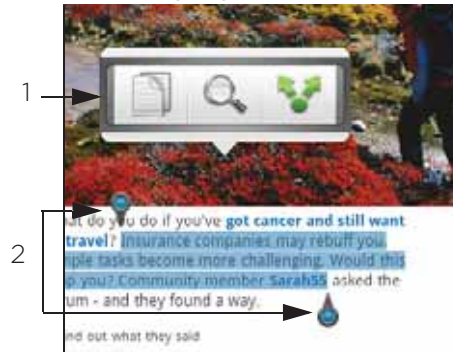 1
2
at do you do if you've got cancer and still want
travel? Insurance companies may rebuff you.
ple tasks become more challenging. Would this
p you? Community member Sarah55 asked the
rum - and they found a way.
nd out what they said